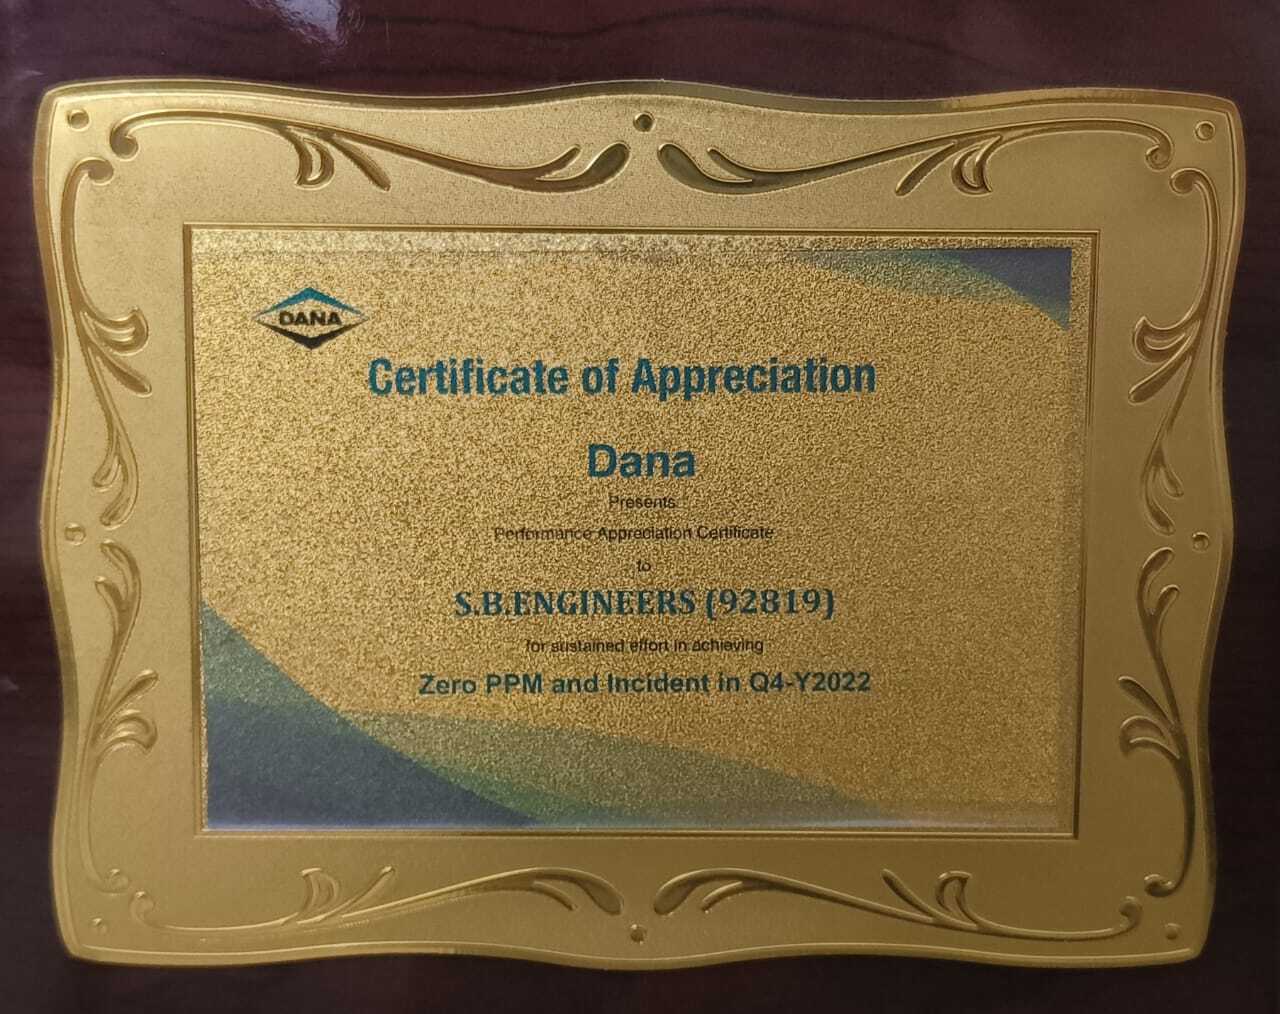 DANA
Certificate of Appreciation
Dana
Presents
Performance Appreciation Certificate
to
S.B.ENGINEERS (92819)
for sustained effort in achieving
Zero PPM and Incident in Q4-Y2022